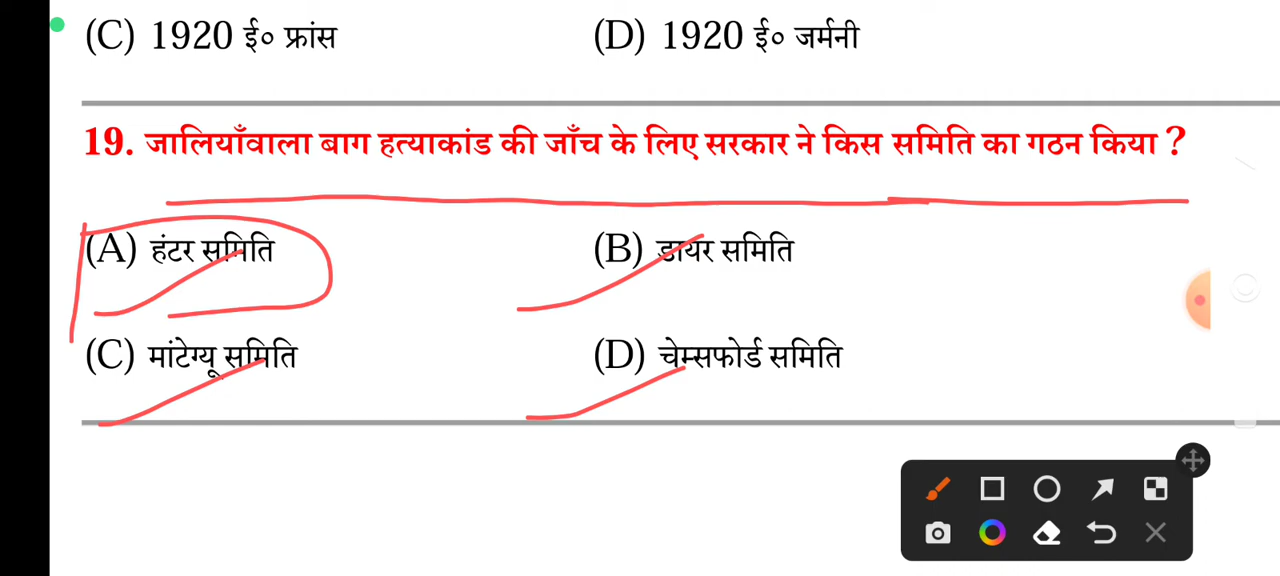 (C) 1920 ई० फ्रांस (D) 1920 ई० जर्मनी
19. जालियाँवाला बाग हत्याकांड की जाँच के लिए सरकार ने किस समिति का गठन किया ?
(A) हंटर समिति (B) डायर समिति
(C) मांटेग्यू समिति (D) चेम्सफोर्ड समिति